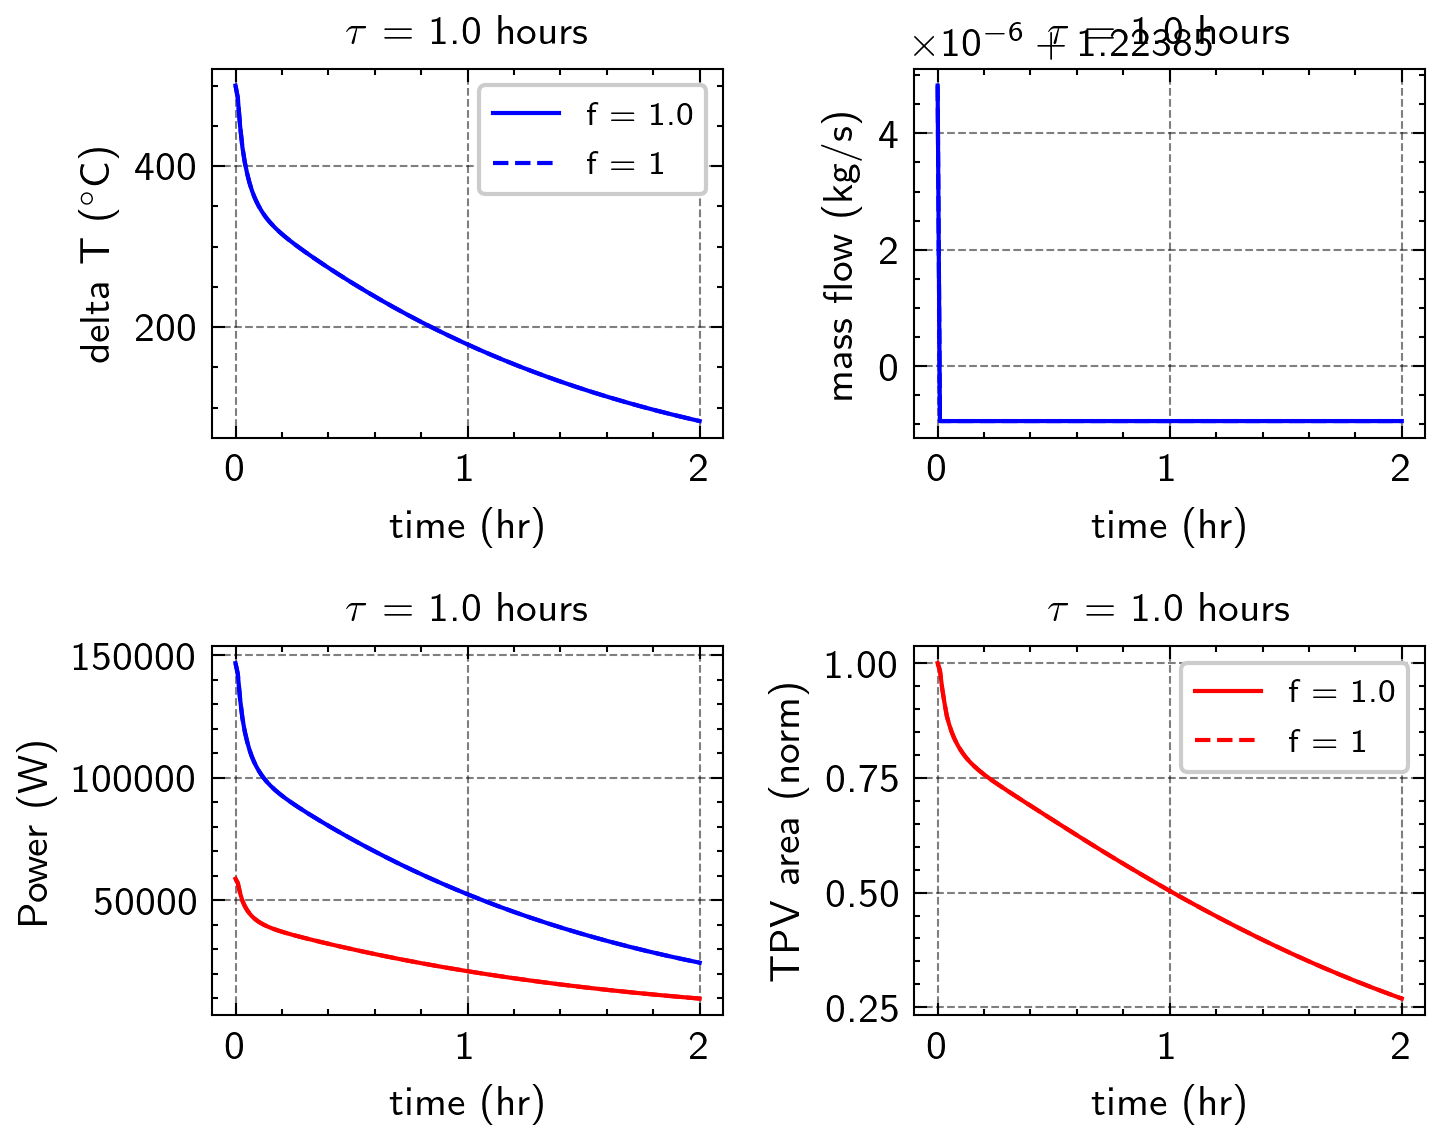 τ = 1.0 hours
delta T (°C)
400
200
0
1
2
time (hr)
f = 1.0
f = 1
τ = 1.0 hours
×10⁻⁶ + 1.22385
mass flow (kg/s)
4
2
0
0
1
2
time (hr)
τ = 1.0 hours
Power (W)
150000
100000
50000
0
1
2
time (hr)
τ = 1.0 hours
TPV area (norm)
1.00
0.75
0.50
0.25
0
1
2
time (hr)
f = 1.0
f = 1